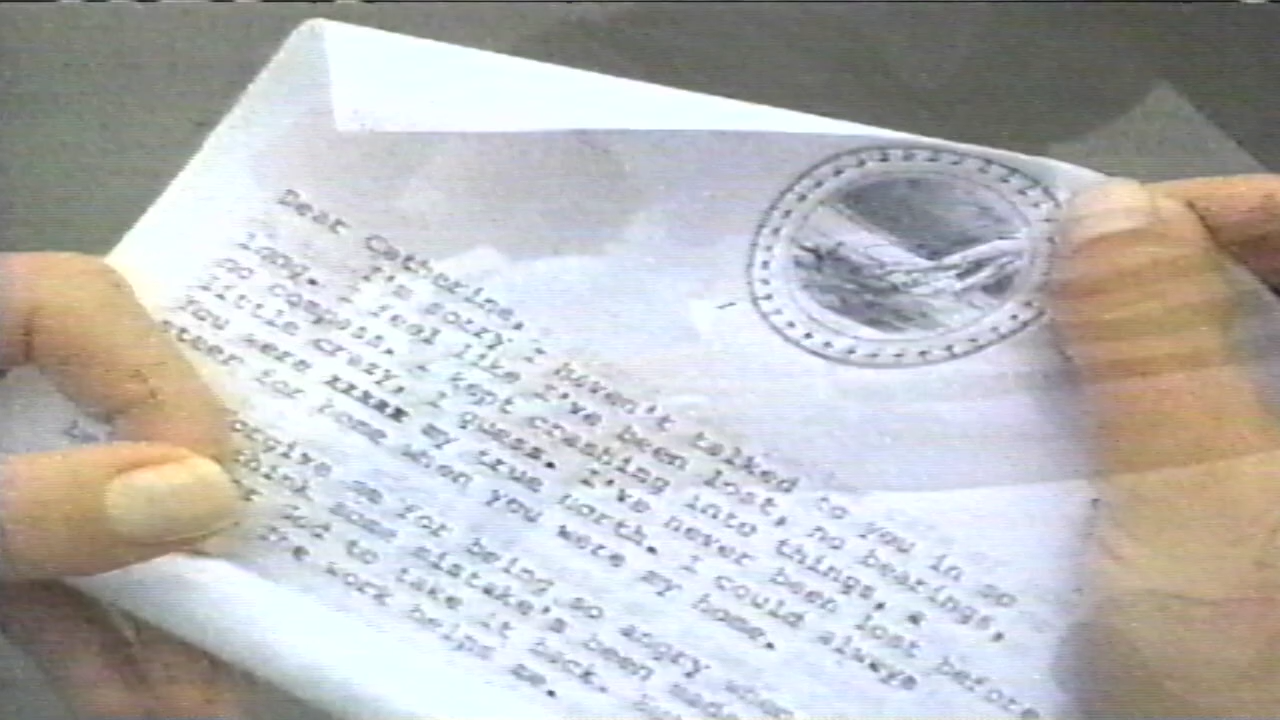 Dear Catherine,
I'm sorry I haven't talked to you in so
long. I feel like I've been lost, no bearings,
no compass. I kept crashing into things, a
little crazy, I guess. I've never been lost before
You were xxxxx my true north. I could always
steer for home when you were my home.
orgive me for being so angry when
think some mistake's been made
to take it back.
work helps me.